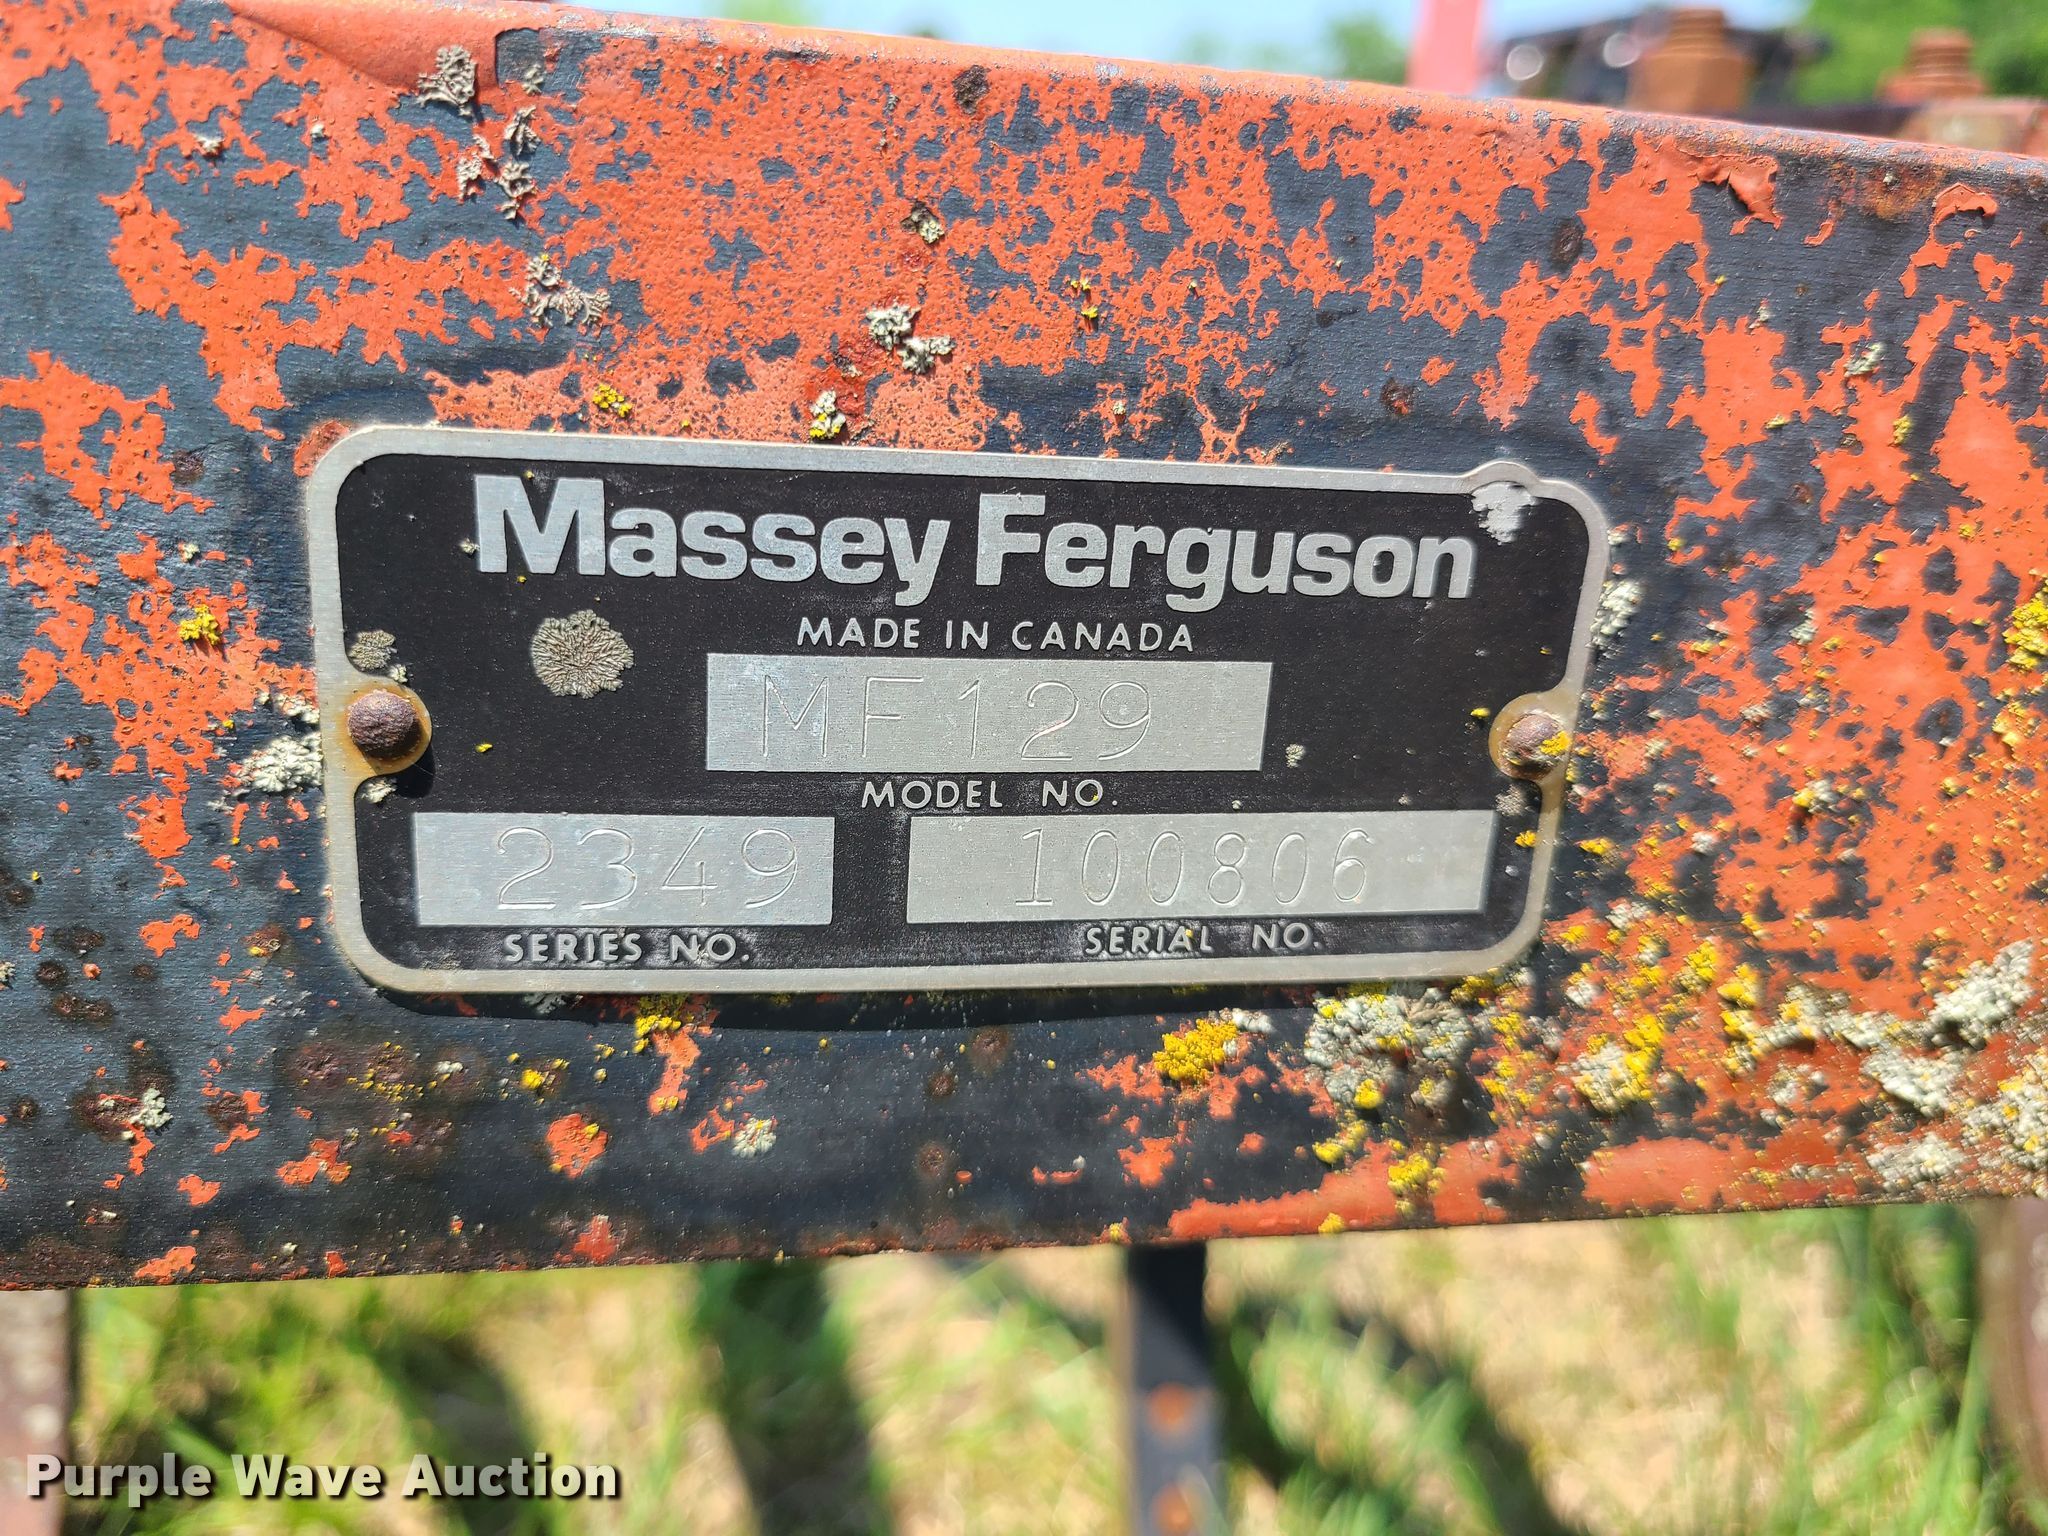 Massey Ferguson
MADE IN CANADA
MF129
MODEL NO.
2349 100806
SERIES NO. SERIAL NO.
Purple Wave Auction